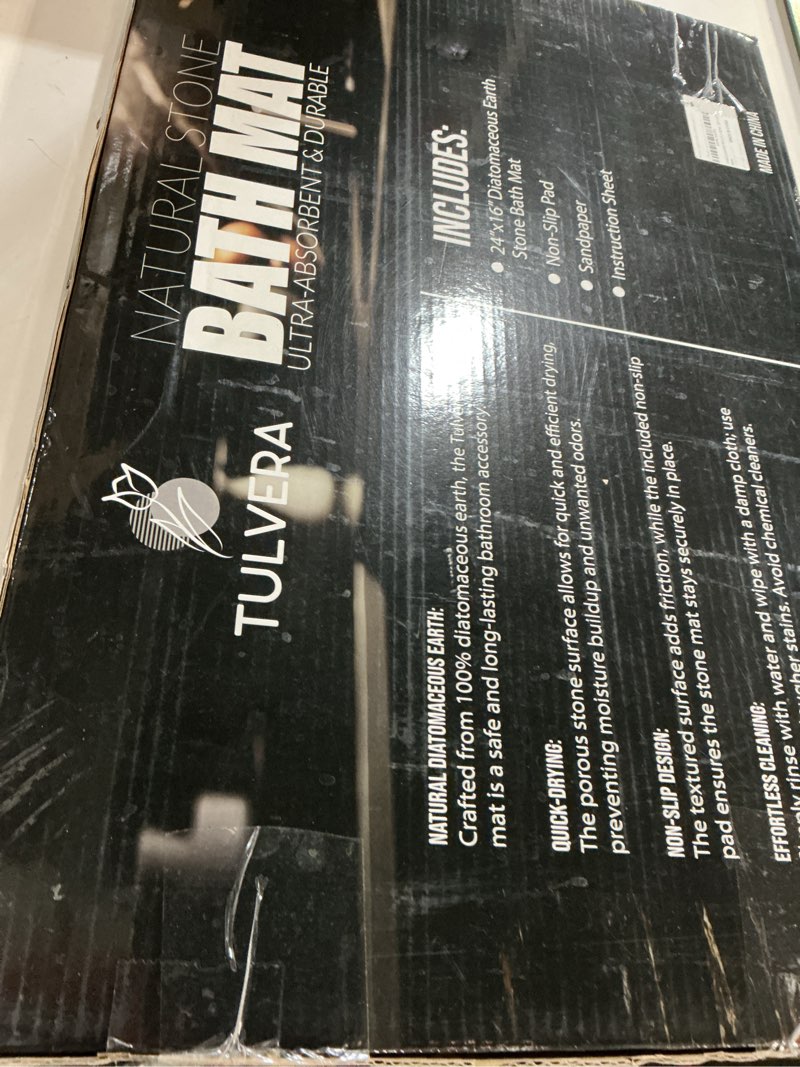 TULVERA
NATURAL STONE
BATH MAT
ULTRA-ABSORBENT & DURABLE
NATURAL DIATOMACEOUS EARTH:
Crafted from 100% diatomaceous earth, the
mat is a safe and long-lasting bathroom accessory
QUICK-DRYING:
The porous stone surface allows for quick and efficient drying,
preventing moisture buildup and unwanted odors.
NON-SLIP DESIGN:
The textured surface adds friction, while the included non-slip
pad ensures the stone mat stays securely in place.
EFFORTLESS CLEANING:
rinse with water and wipe with a damp cloth; use
stains. Avoid chemical cleaners.
INCLUDES:
• 24"x16" Diatomaceous Earth
Stone Bath Mat
• Non-Slip Pad
• Sandpaper
• Instruction Sheet
MADE IN CHINA